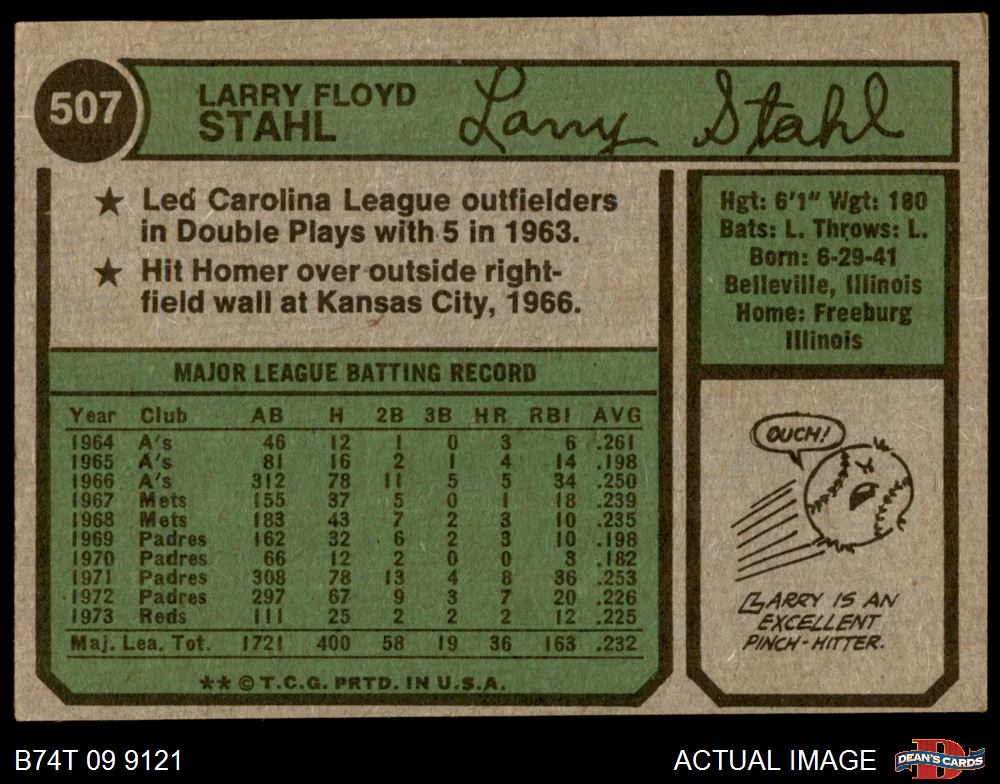 507
LARRY FLOYD
STAHL
Larry Stahl
★ Led Carolina League outfielders
in Double Plays with 5 in 1963.
★ Hit Homer over outside right-
field wall at Kansas City, 1966.
Hgt: 6'1" Wgt: 180
Bats: L. Throws: L.
Born: 6-29-41
Belleville, Illinois
Home: Freeburg
Illinois
MAJOR LEAGUE BATTING RECORD
Year Club AB H 2B 3B HR RBI AVG
1964 A's 46 12 1 0 3 6 .261
1965 A's 81 16 2 1 4 14 .198
1966 A's 312 78 11 5 5 34 .250
1967 Mets 155 37 5 0 1 18 .239
1968 Mets 183 43 7 2 3 10 .235
1969 Padres 162 32 6 2 3 10 .198
1970 Padres 66 12 2 0 0 3 .182
1971 Padres 308 78 13 4 8 36 .253
1972 Padres 297 67 9 3 7 20 .226
1973 Reds 111 25 2 2 2 12 .225
Maj. Lea. Tot. 1721 400 58 19 36 163 .232
** © T.C.G. PRTD. IN U.S.A.
OUCH!
LARRY IS AN
EXCELLENT
PINCH-HITTER.
B74T 09 9121
ACTUAL IMAGE
D
DEAN'S CARDS